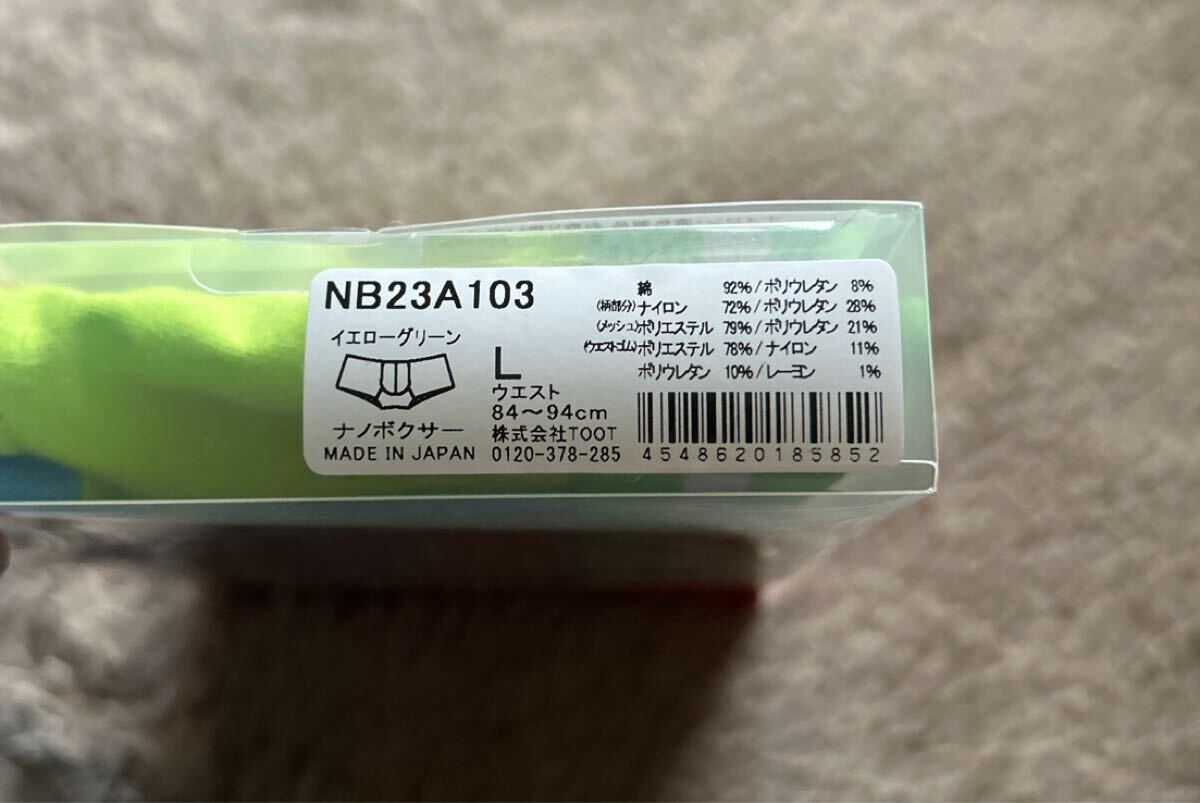 NB23A103
イエローグリーン
ナノボクサー
MADE IN JAPAN
L
ウエスト
84～94cm
株式会社TOOT
0120-378-285
綿 92%/ポリウレタン 8%
(柄部分)ナイロン 72%/ポリウレタン 28%
(メッシュ)ポリエステル 79%/ポリウレタン 21%
(ウエストゴム)ポリエステル 78%/ナイロン 11%
ポリウレタン 10%/レーヨン 1%
4548620185852